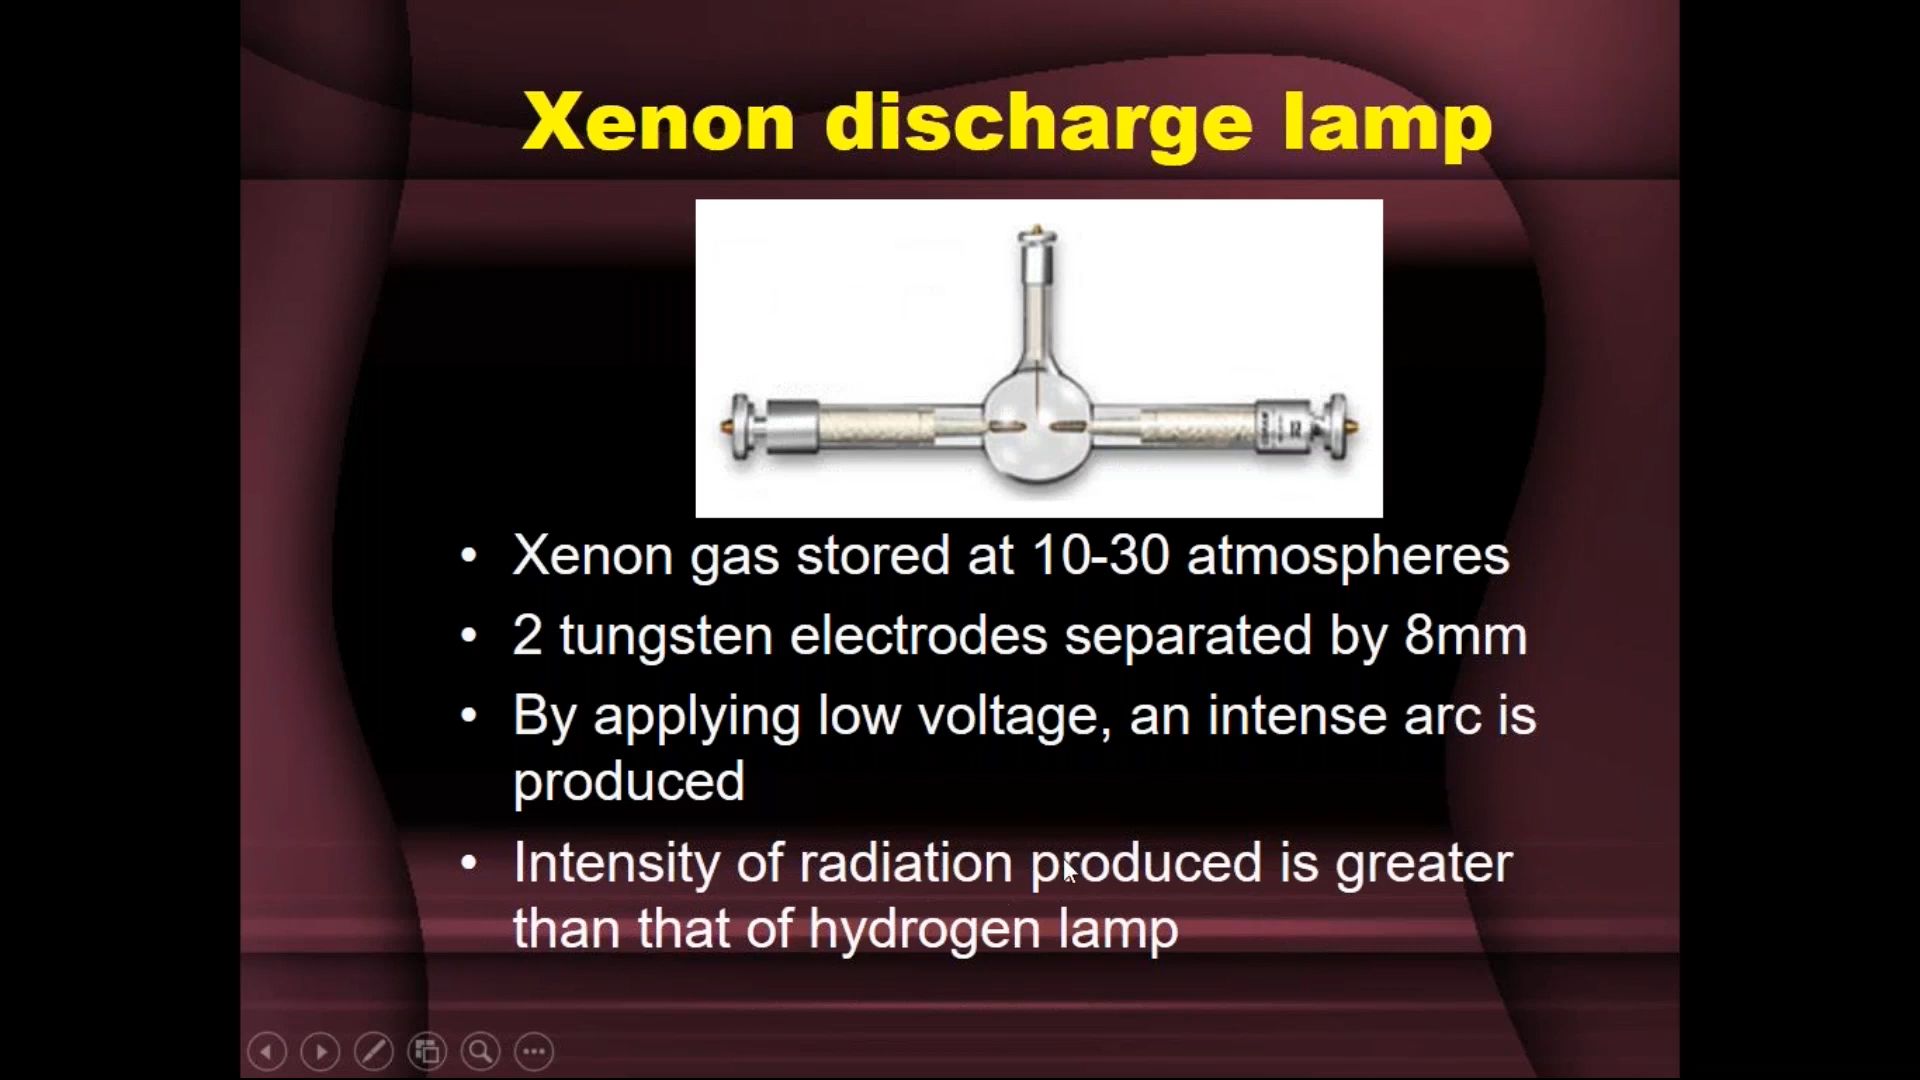 Xenon discharge lamp
• Xenon gas stored at 10-30 atmospheres
• 2 tungsten electrodes separated by 8mm
• By applying low voltage, an intense arc is
produced
• Intensity of radiation produced is greater
than that of hydrogen lamp